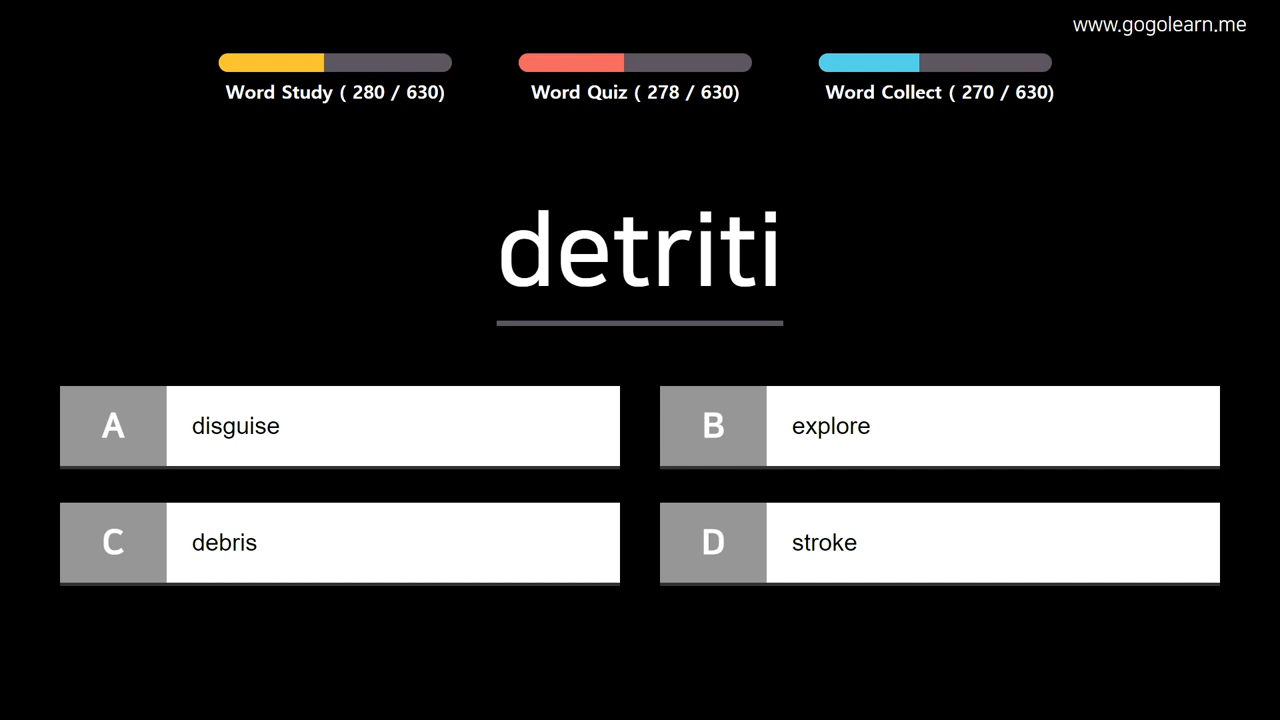 www.gogolearn.me
Word Study ( 280 / 630)
Word Quiz ( 278 / 630)
Word Collect ( 270 / 630)
detriti
A disguise
B explore
C debris
D stroke